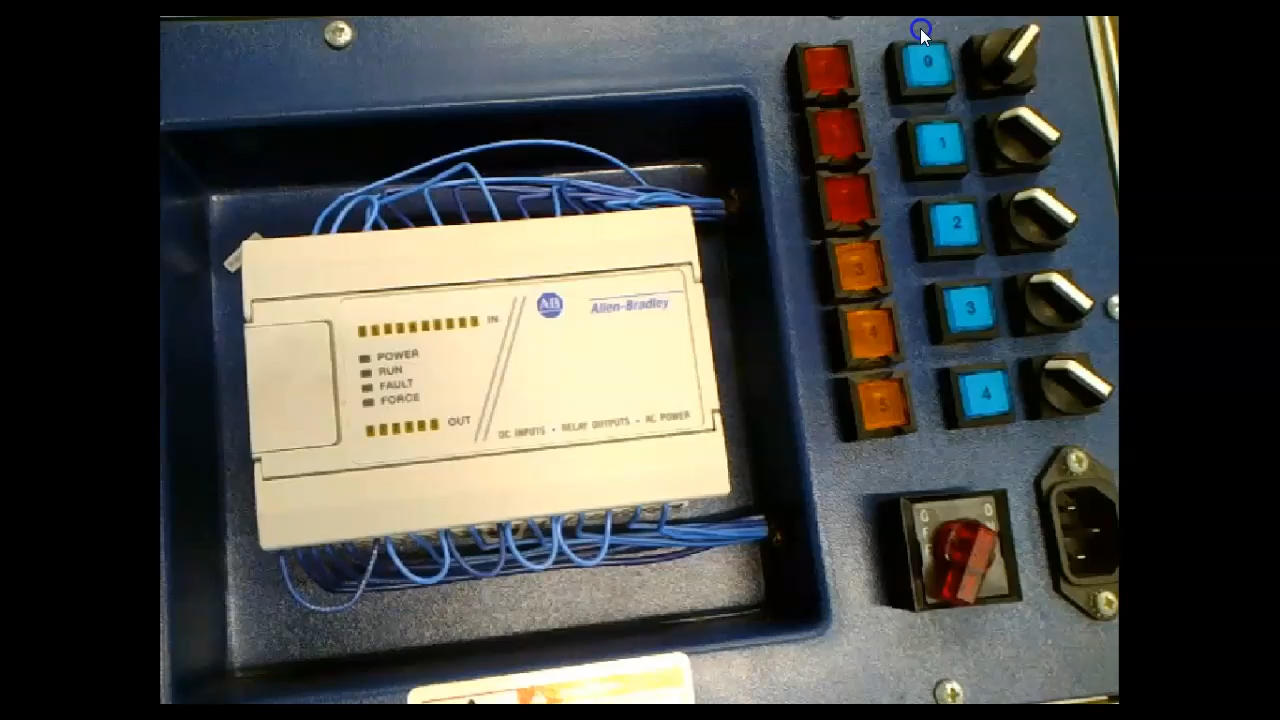 0
1
2
3
3
4
4
5
AB
Allen-Bradley
IN
POWER
RUN
FAULT
FORCE
OUT
DC INPUTS • RELAY OUTPUTS • AC POWER
0